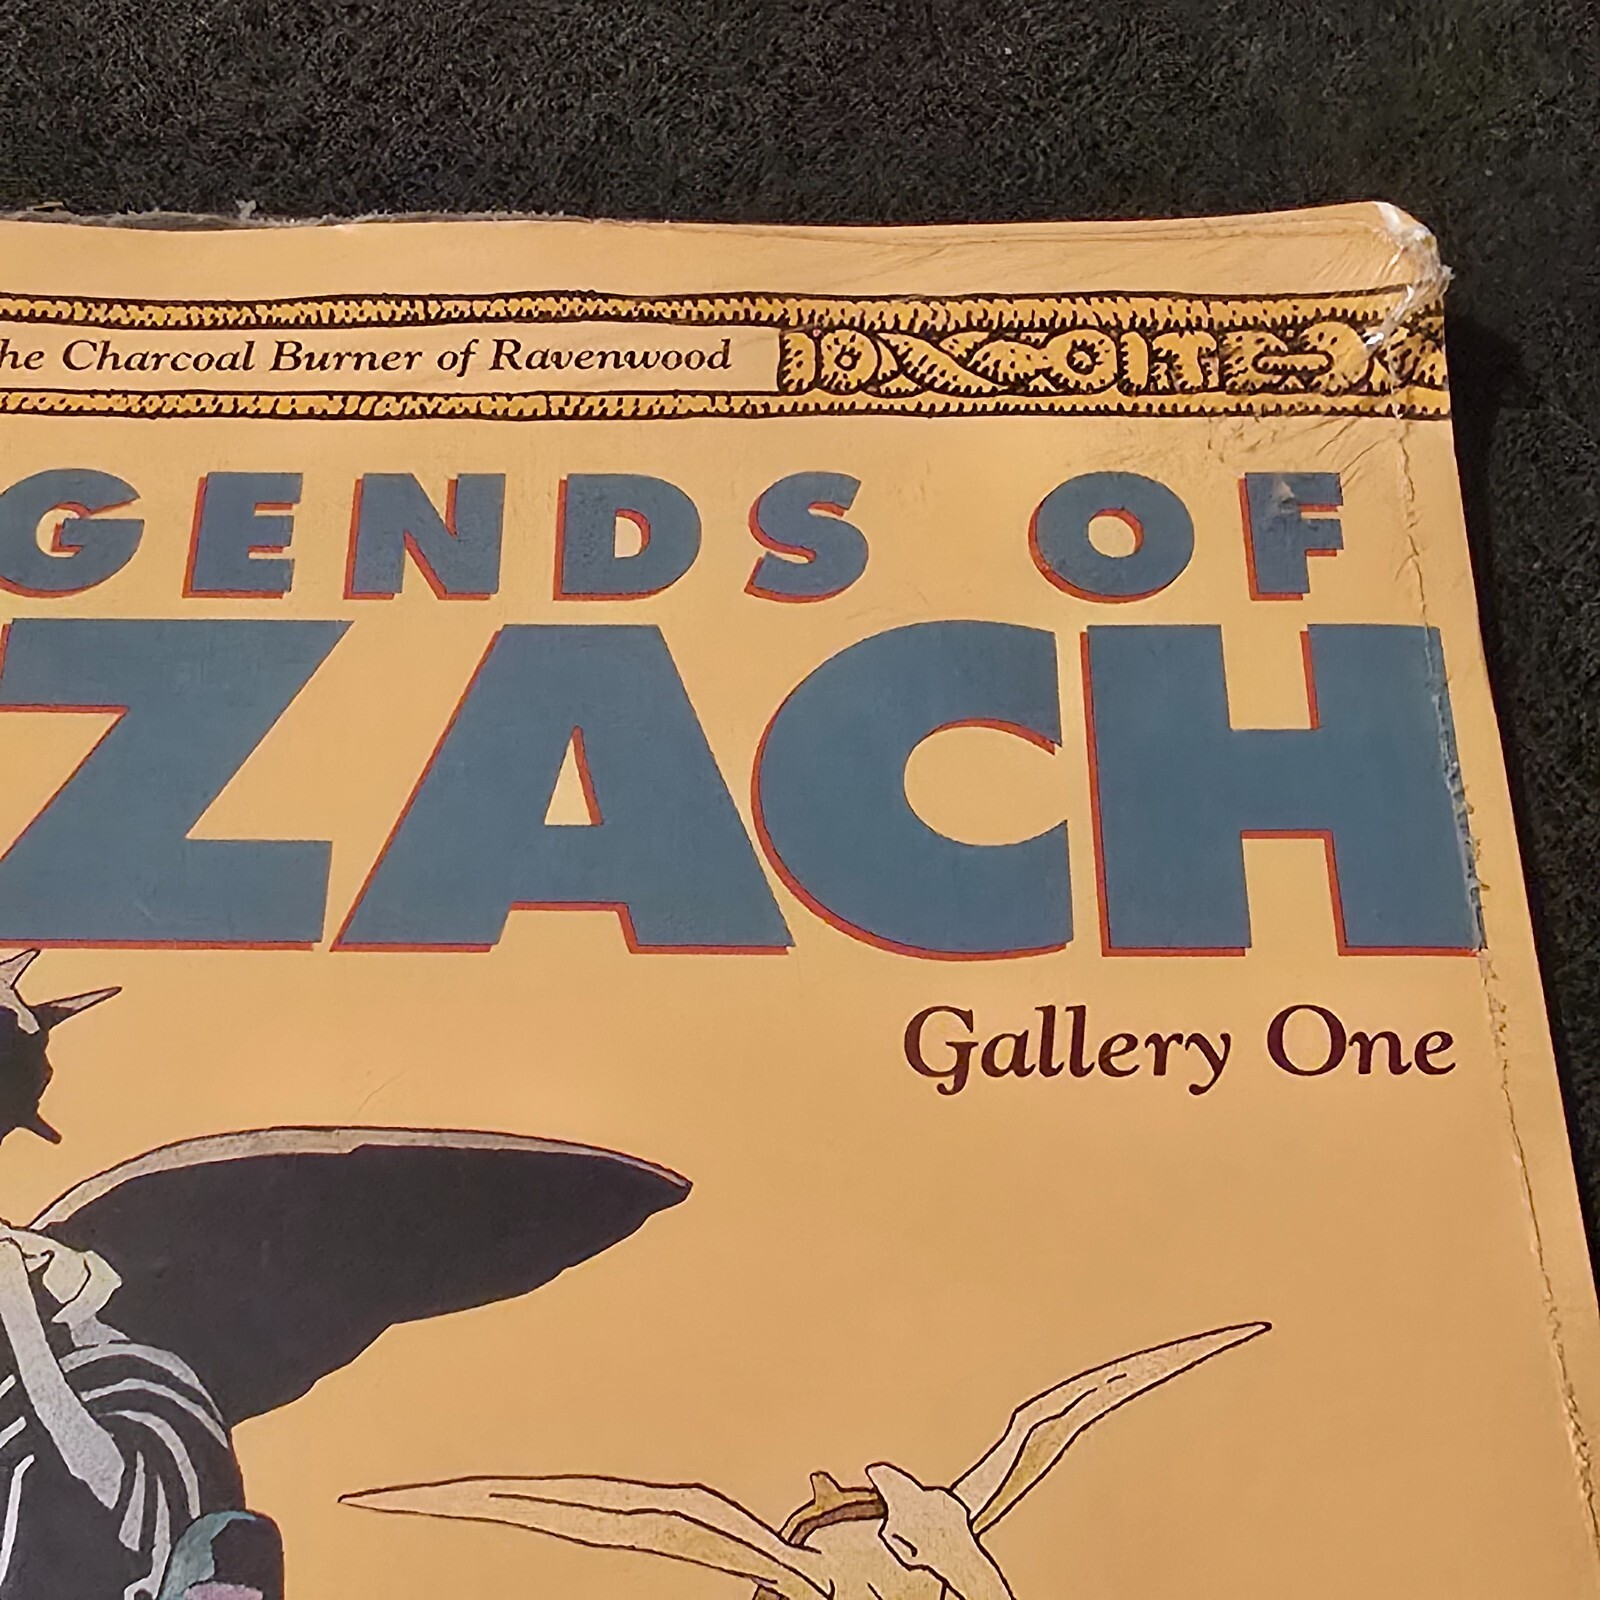 he Charcoal Burner of Ravenwood
GENDS OF
ZACH
Gallery One